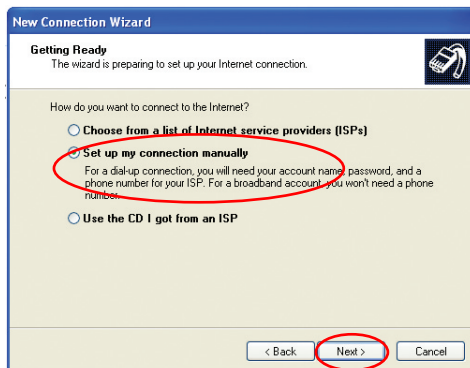 New Connection Wizard
Getting Ready
The wizard is preparing to set up your Internet connection.
How do you want to connect to the Internet?
Choose from a list of Internet service providers (ISPs)
Set up my connection manually
For a dial-up connection, you will need your account name, password, and a
phone number for your ISP. For a broadband account, you won't need a phone
number.
Use the CD I got from an ISP
< Back Next > Cancel